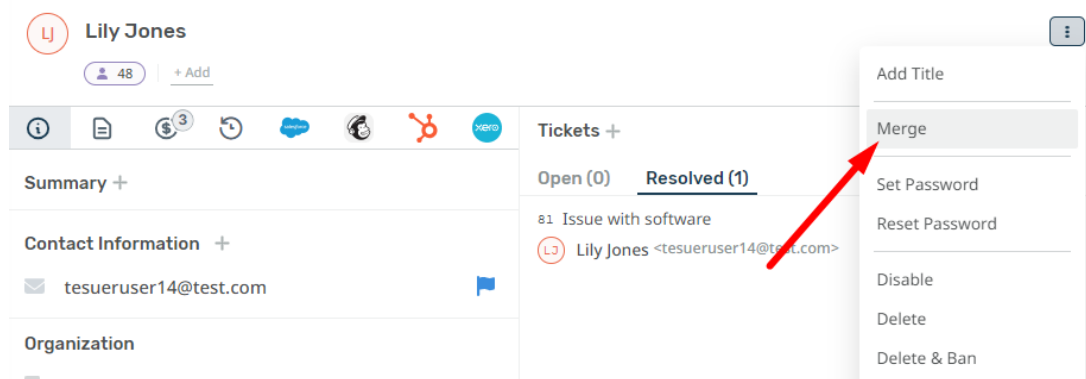 LJ
Lily Jones
48
+ Add
Add Title
Merge
Set Password
Reset Password
Disable
Delete
Delete & Ban
3
salesforce
xero
Summary +
Contact Information +
tesueruser14@test.com
Organization
Tickets +
Open (0) Resolved (1)
81 Issue with software
LJ Lily Jones <tesueruser14@test.com>